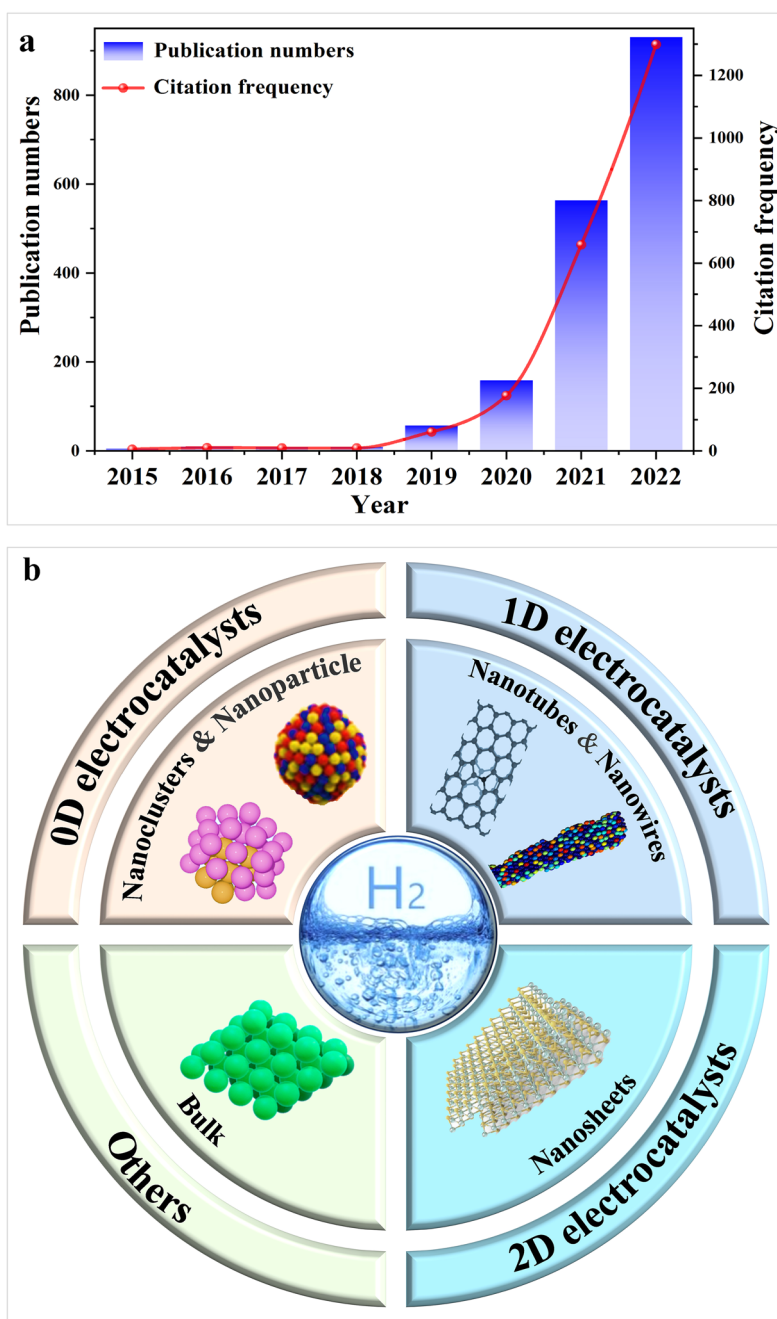 a
Publication numbers
Citation frequency
Publication numbers
800
600
400
200
0
1200
1000
800
600
400
200
0
Citation frequency
2015 2016 2017 2018 2019 2020 2021 2022
Year
b
0D electrocatalysts
1D electrocatalysts
Nanoclusters & Nanoparticle
Nanotubes & Nanowires
H2
Bulk
Nanosheets
Others
2D electrocatalysts